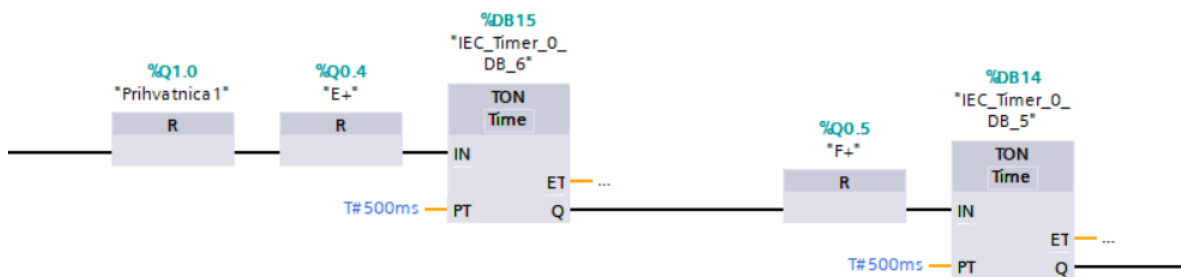 %DB15
"IEC_Timer_0_
DB_6"
%Q1.0
"Prihvatnica1"
R
%Q0.4
"E+"
R
TON
Time
IN
ET
...
T#500ms
PT
Q
%Q0.5
"F+"
R
%DB14
"IEC_Timer_0_
DB_5"
TON
Time
IN
ET
...
T#500ms
PT
Q